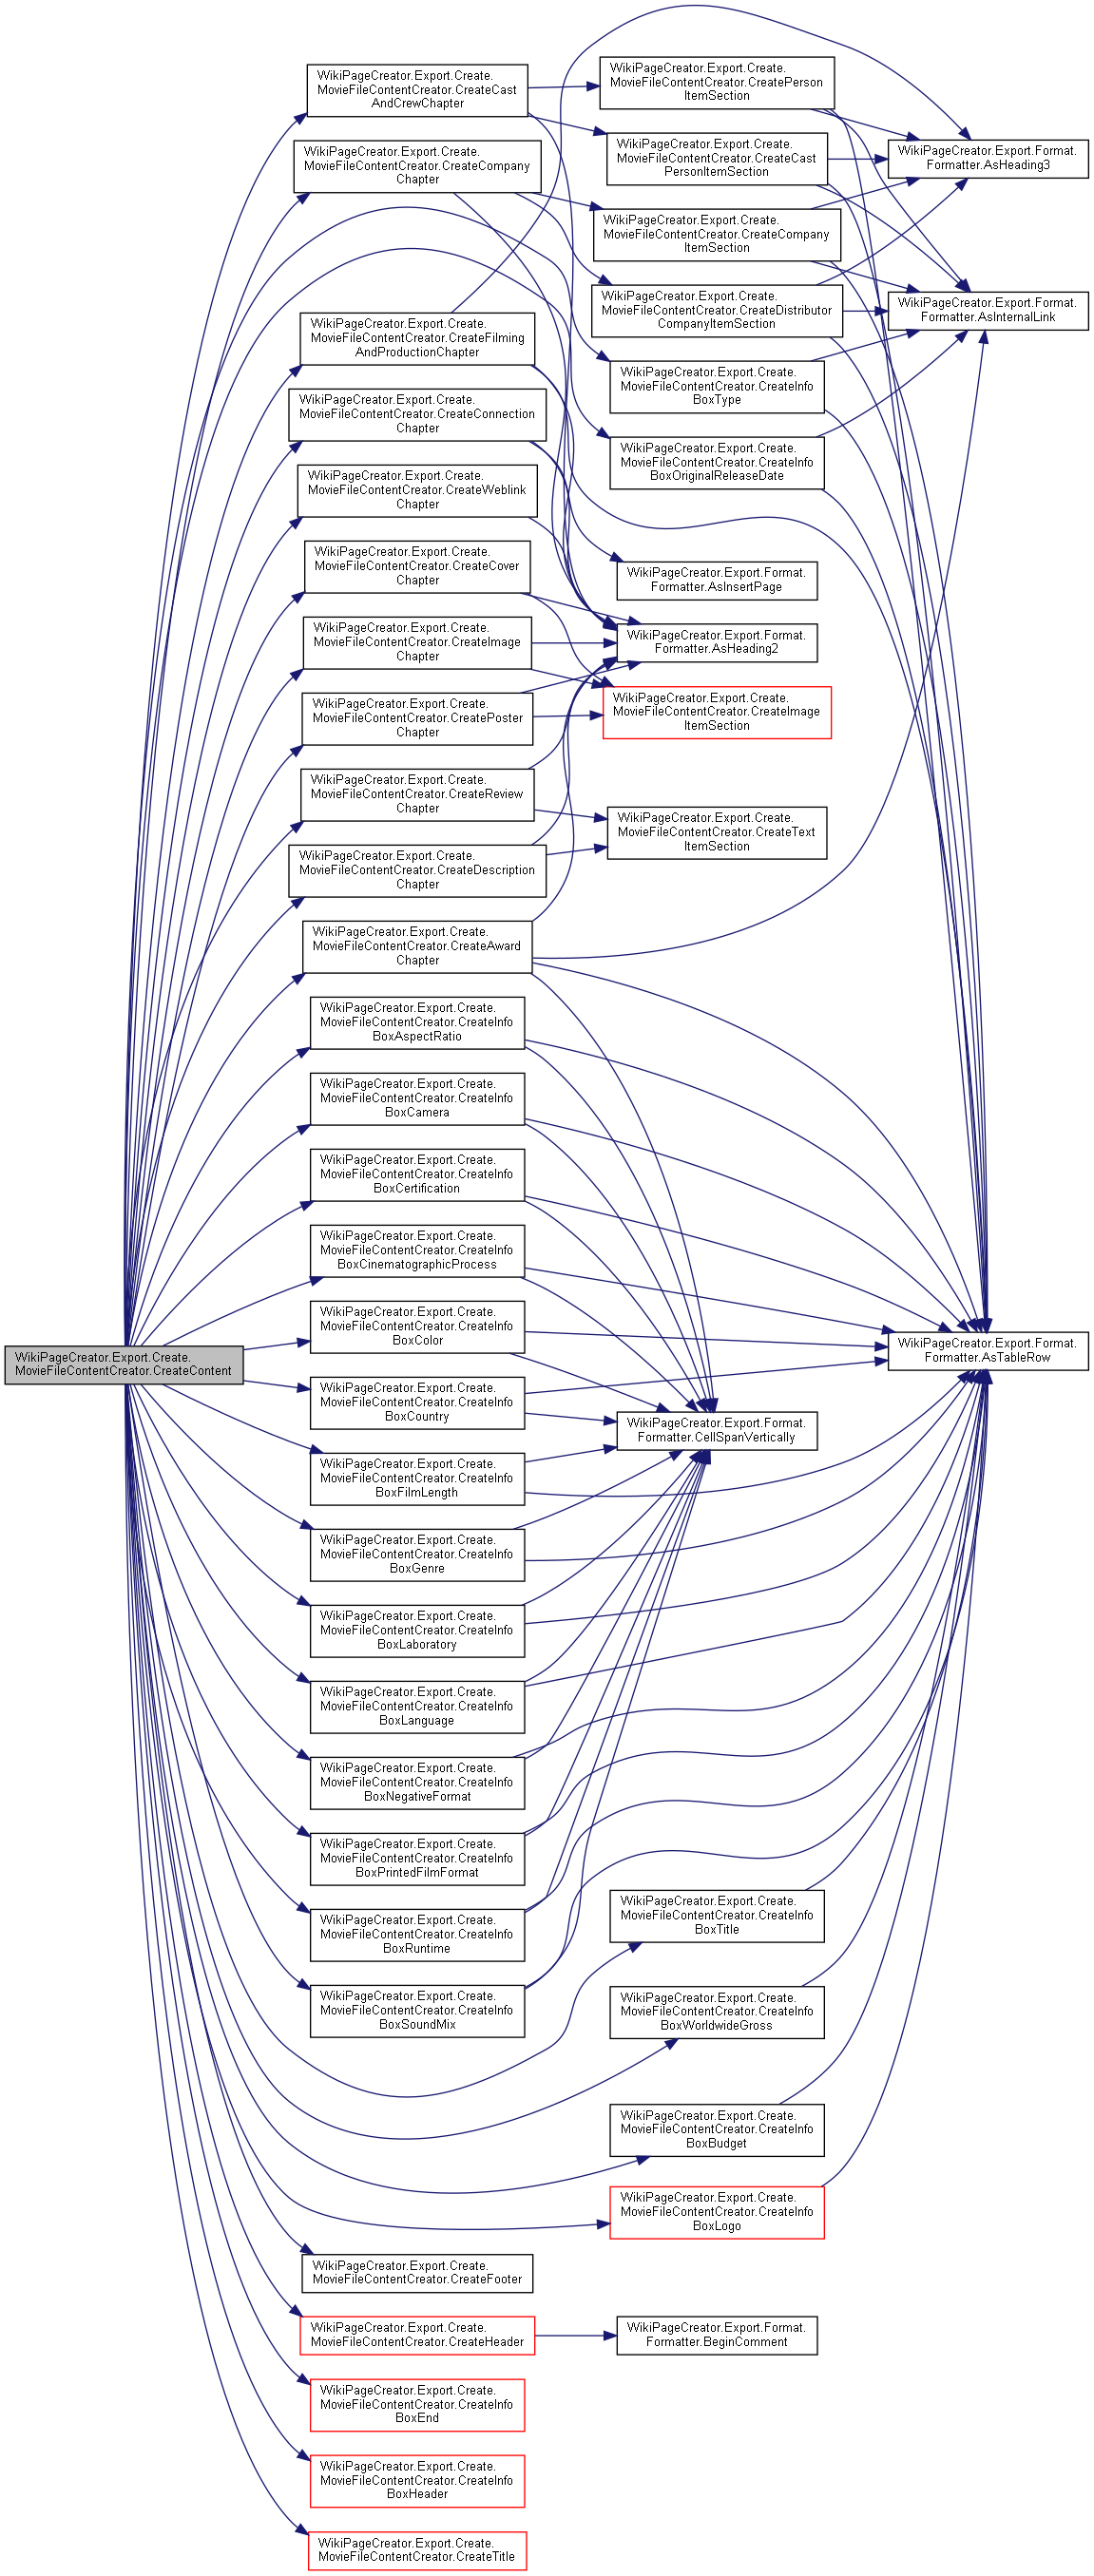 WikiPageCreator.Export.Create.
MovieFileContentCreator.CreateContent
WikiPageCreator.Export.Create.
MovieFileContentCreator.CreateCast
AndCrewChapter
WikiPageCreator.Export.Create.
MovieFileContentCreator.CreateCompany
Chapter
WikiPageCreator.Export.Create.
MovieFileContentCreator.CreateFilming
AndProductionChapter
WikiPageCreator.Export.Create.
MovieFileContentCreator.CreateConnection
Chapter
WikiPageCreator.Export.Create.
MovieFileContentCreator.CreateWeblink
Chapter
WikiPageCreator.Export.Create.
MovieFileContentCreator.CreateCover
Chapter
WikiPageCreator.Export.Create.
MovieFileContentCreator.CreateImage
Chapter
WikiPageCreator.Export.Create.
MovieFileContentCreator.CreatePoster
Chapter
WikiPageCreator.Export.Create.
MovieFileContentCreator.CreateReview
Chapter
WikiPageCreator.Export.Create.
MovieFileContentCreator.CreateDescription
Chapter
WikiPageCreator.Export.Create.
MovieFileContentCreator.CreateAward
Chapter
WikiPageCreator.Export.Create.
MovieFileContentCreator.CreateInfo
BoxAspectRatio
WikiPageCreator.Export.Create.
MovieFileContentCreator.CreateInfo
BoxCamera
WikiPageCreator.Export.Create.
MovieFileContentCreator.CreateInfo
BoxCertification
WikiPageCreator.Export.Create.
MovieFileContentCreator.CreateInfo
BoxCinematographicProcess
WikiPageCreator.Export.Create.
MovieFileContentCreator.CreateInfo
BoxColor
WikiPageCreator.Export.Create.
MovieFileContentCreator.CreateInfo
BoxCountry
WikiPageCreator.Export.Create.
MovieFileContentCreator.CreateInfo
BoxFilmLength
WikiPageCreator.Export.Create.
MovieFileContentCreator.CreateInfo
BoxGenre
WikiPageCreator.Export.Create.
MovieFileContentCreator.CreateInfo
BoxLaboratory
WikiPageCreator.Export.Create.
MovieFileContentCreator.CreateInfo
BoxLanguage
WikiPageCreator.Export.Create.
MovieFileContentCreator.CreateInfo
BoxNegativeFormat
WikiPageCreator.Export.Create.
MovieFileContentCreator.CreateInfo
BoxPrintedFilmFormat
WikiPageCreator.Export.Create.
MovieFileContentCreator.CreateInfo
BoxRuntime
WikiPageCreator.Export.Create.
MovieFileContentCreator.CreateInfo
BoxSoundMix
WikiPageCreator.Export.Create.
MovieFileContentCreator.CreateFooter
WikiPageCreator.Export.Create.
MovieFileContentCreator.CreateHeader
WikiPageCreator.Export.Create.
MovieFileContentCreator.CreateInfo
BoxEnd
WikiPageCreator.Export.Create.
MovieFileContentCreator.CreateInfo
BoxHeader
WikiPageCreator.Export.Create.
MovieFileContentCreator.CreateTitle
WikiPageCreator.Export.Create.
MovieFileContentCreator.CreatePerson
ItemSection
WikiPageCreator.Export.Create.
MovieFileContentCreator.CreateCast
PersonItemSection
WikiPageCreator.Export.Create.
MovieFileContentCreator.CreateCompany
ItemSection
WikiPageCreator.Export.Create.
MovieFileContentCreator.CreateDistributor
CompanyItemSection
WikiPageCreator.Export.Create.
MovieFileContentCreator.CreateInfo
BoxType
WikiPageCreator.Export.Create.
MovieFileContentCreator.CreateInfo
BoxOriginalReleaseDate
WikiPageCreator.Export.Format.
Formatter.AsInsertPage
WikiPageCreator.Export.Format.
Formatter.AsHeading2
WikiPageCreator.Export.Create.
MovieFileContentCreator.CreateImage
ItemSection
WikiPageCreator.Export.Create.
MovieFileContentCreator.CreateText
ItemSection
WikiPageCreator.Export.Format.
Formatter.CellSpanVertically
WikiPageCreator.Export.Create.
MovieFileContentCreator.CreateInfo
BoxTitle
WikiPageCreator.Export.Create.
MovieFileContentCreator.CreateInfo
BoxWorldwideGross
WikiPageCreator.Export.Create.
MovieFileContentCreator.CreateInfo
BoxBudget
WikiPageCreator.Export.Create.
MovieFileContentCreator.CreateInfo
BoxLogo
WikiPageCreator.Export.Format.
Formatter.BeginComment
WikiPageCreator.Export.Format.
Formatter.AsHeading3
WikiPageCreator.Export.Format.
Formatter.AsInternalLink
WikiPageCreator.Export.Format.
Formatter.AsTableRow